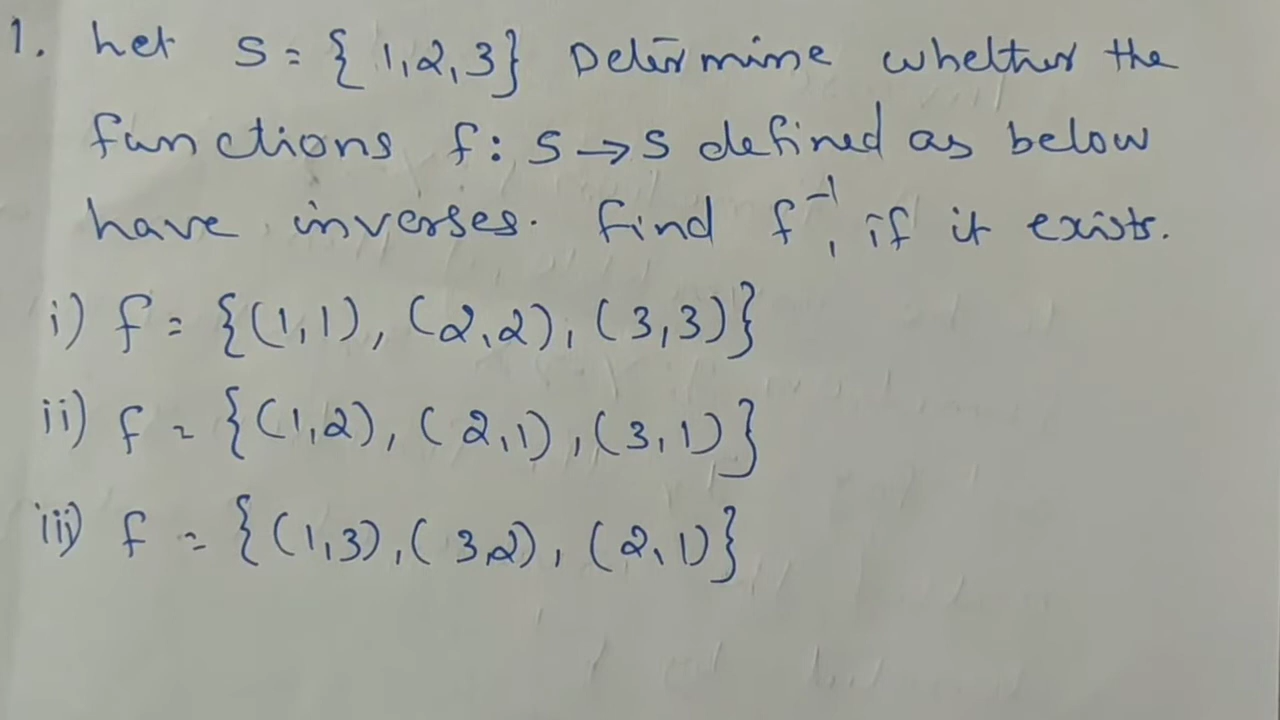 1. Let S = { 1,2,3} Determine whether the
functions f: S → S defined as below
have inverses. Find f⁻¹, if it exists.
i) f = {(1,1), (2,2), (3,3)}
ii) f = {(1,2), (2,1), (3,1)}
iii) f = {(1,3), (3,2), (2,1)}